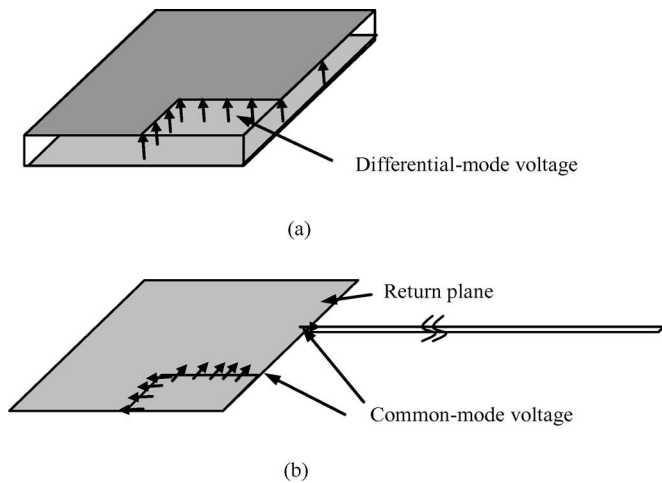 Differential-mode voltage
(a)
Return plane
Common-mode voltage
(b)